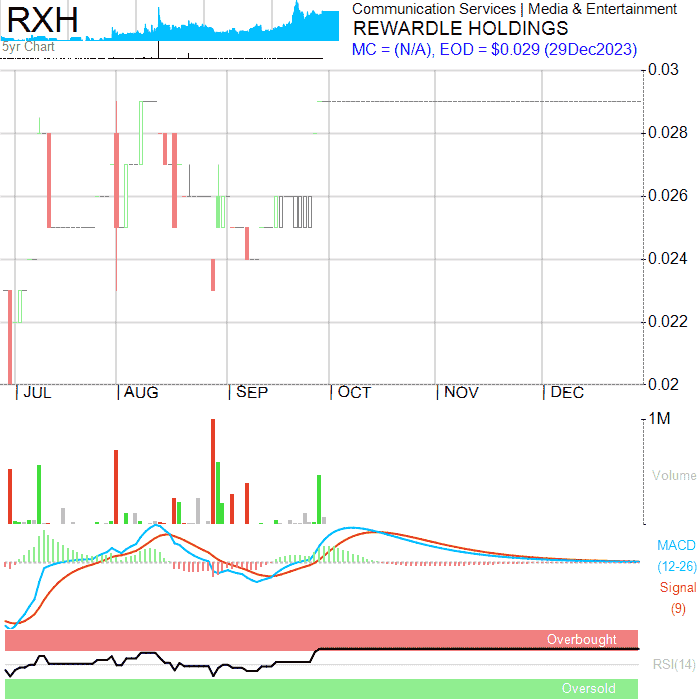 RXH
5yr Chart
Communication Services | Media & Entertainment
REWARDLE HOLDINGS
MC = (N/A), EOD = $0.029 (29Dec2023)
0.03
0.028
0.026
0.024
0.022
0.02
JUL AUG SEP OCT NOV DEC
1M
Volume
MACD
(12-26)
Signal
(9)
Overbought
RSI(14)
Oversold